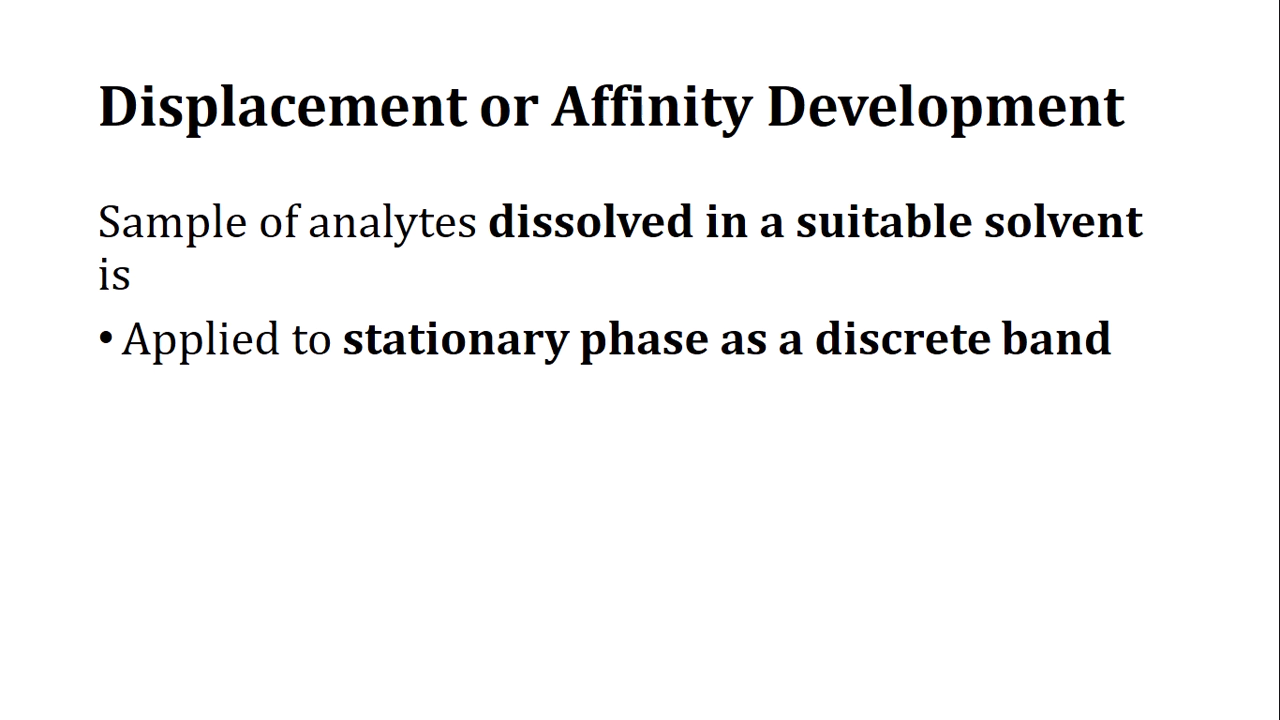 Displacement or Affinity Development
Sample of analytes dissolved in a suitable solvent
is
• Applied to stationary phase as a discrete band